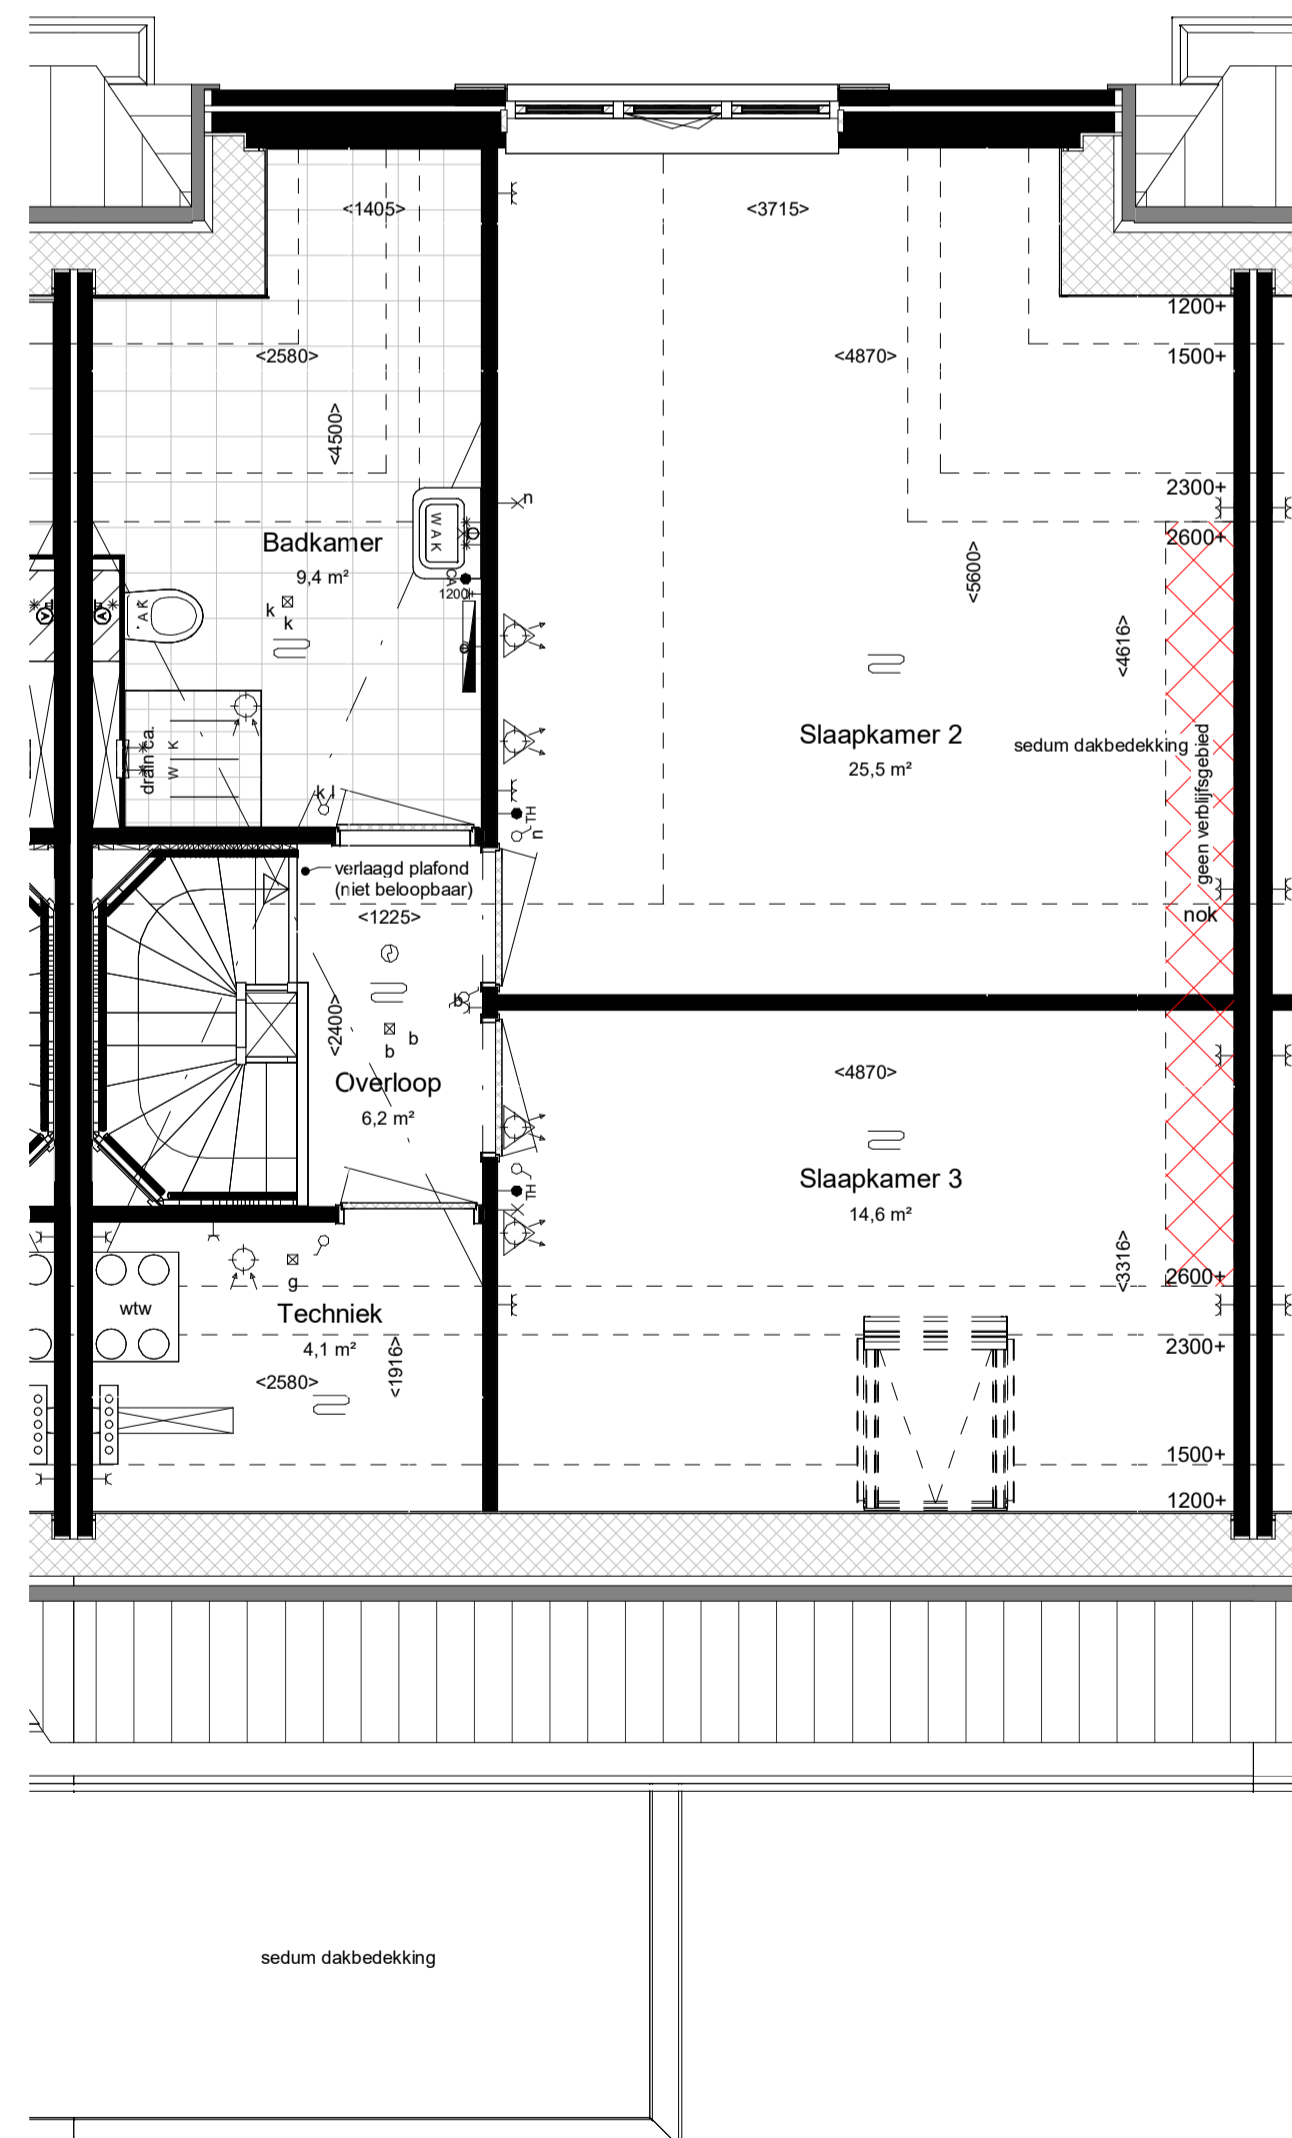 <1405>
<3715>
1200+
1500+
<2580>
<4870>
<4500>
2300+
n
2600+
WAK
Badkamer
9,4 m²
<5600>
CA
1200+
AK
k
k
<4616>
Slaapkamer 2
25,5 m²
sedum dakbedekking
geen verblijfsgebied
drain ca.
W K
k l
TH
n
verlaagd plafond
(niet beloopbaar)
<1225>
nok
b
<2400>
b
b
Overloop
6,2 m²
<4870>
Slaapkamer 3
14,6 m²
TH
<3316>
2600+
g
wtw
Techniek
4,1 m²
<1916>
2300+
<2580>
1500+
1200+
sedum dakbedekking